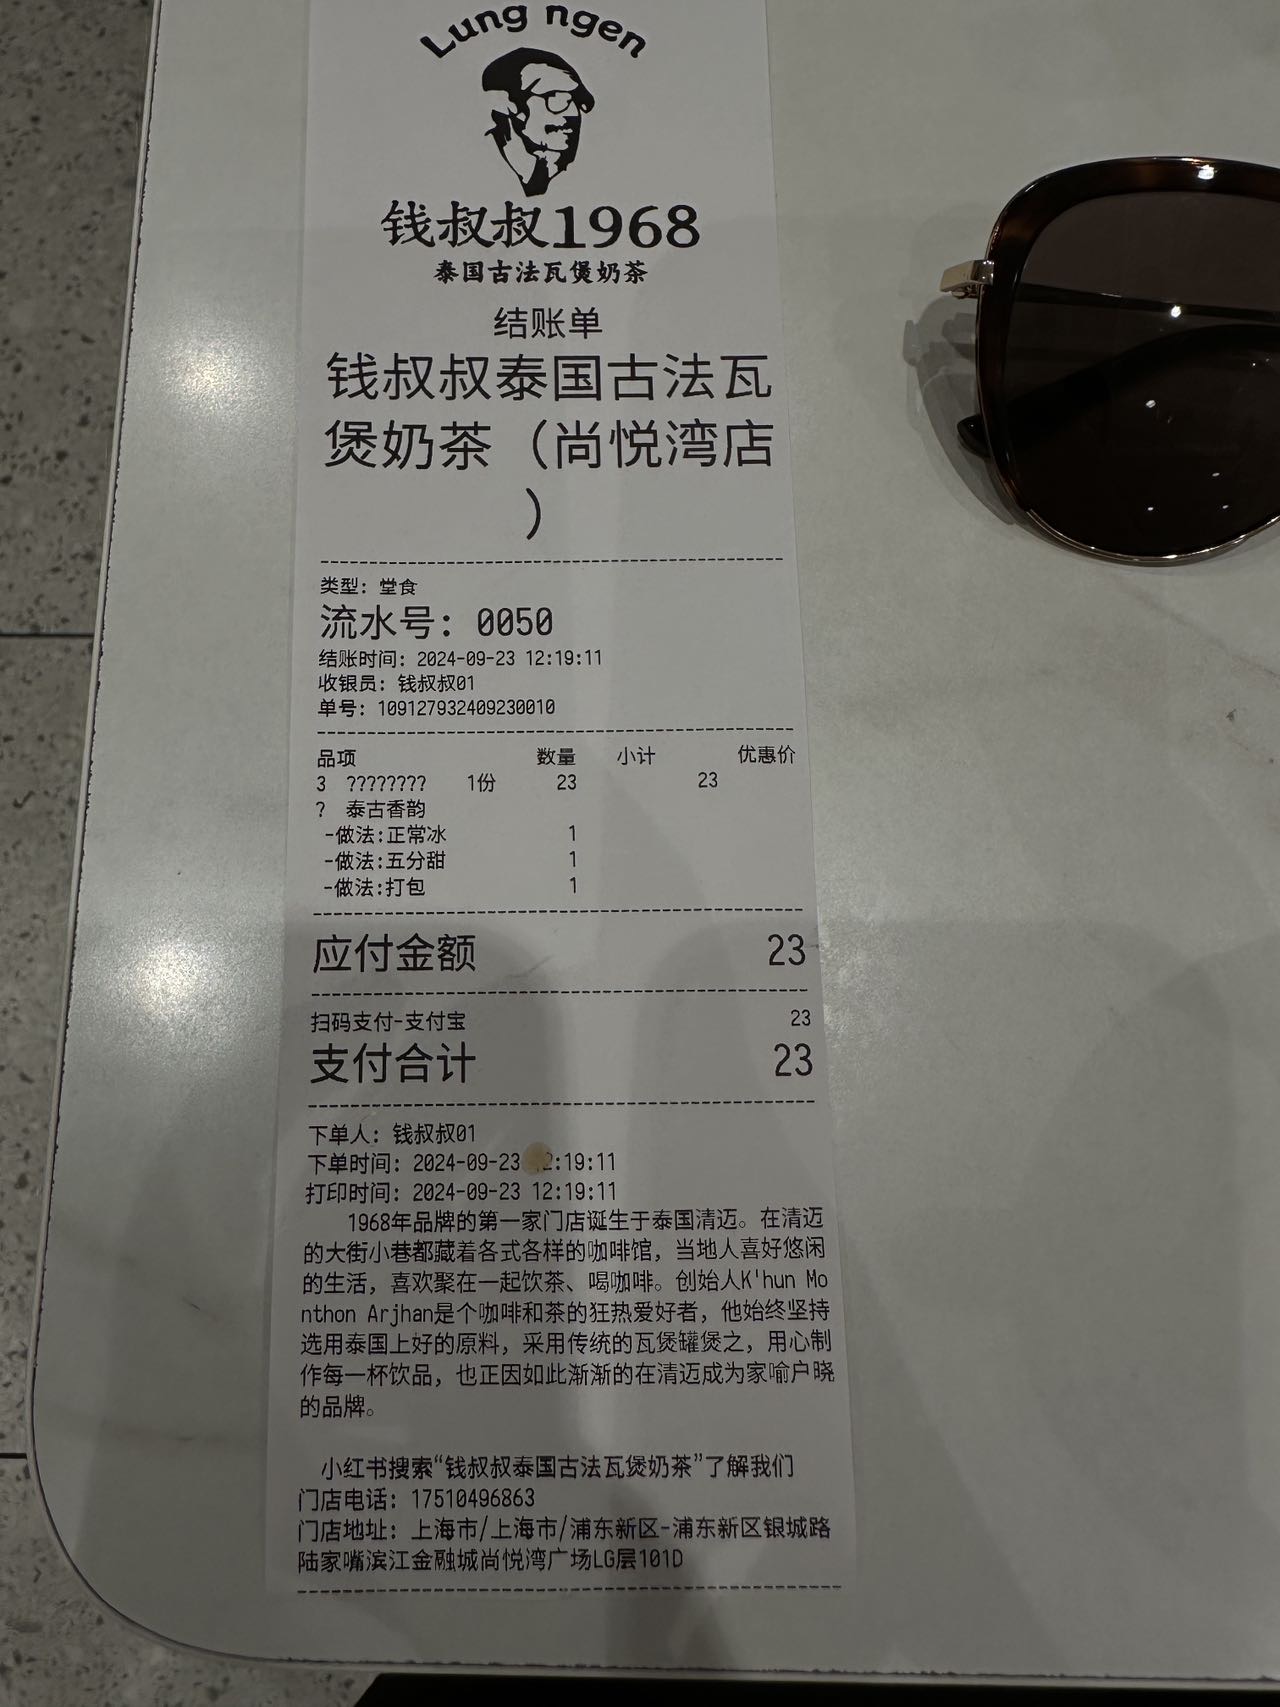 Lung ngen
钱叔叔1968
泰国古法瓦煲奶茶
结账单
钱叔叔泰国古法瓦
煲奶茶（尚悦湾店
）
类型：堂食
流水号：0050
结账时间：2024-09-23 12:19:11
收银员：钱叔叔01
单号：109127932409230010
品项 数量 小计 优惠价
3 ???????? 1份 23 23
? 泰古香韵
-做法:正常冰 1
-做法:五分甜 1
-做法:打包 1
应付金额 23
扫码支付-支付宝 23
支付合计 23
下单人：钱叔叔01
下单时间：2024-09-23 12:19:11
打印时间：2024-09-23 12:19:11
1968年品牌的第一家门店诞生于泰国清迈。在清迈
的大街小巷都藏着各式各样的咖啡馆，当地人喜好悠闲
的生活，喜欢聚在一起饮茶、喝咖啡。创始人K'hun Mo
nthon Arjhan是个咖啡和茶的狂热爱好者，他始终坚持
选用泰国上好的原料，采用传统的瓦煲罐煲之，用心制
作每一杯饮品，也正因如此渐渐的在清迈成为家喻户晓
的品牌。
小红书搜索“钱叔叔泰国古法瓦煲奶茶”了解我们
门店电话：17510496863
门店地址：上海市/上海市/浦东新区-浦东新区银城路
陆家嘴滨江金融城尚悦湾广场LG层101D